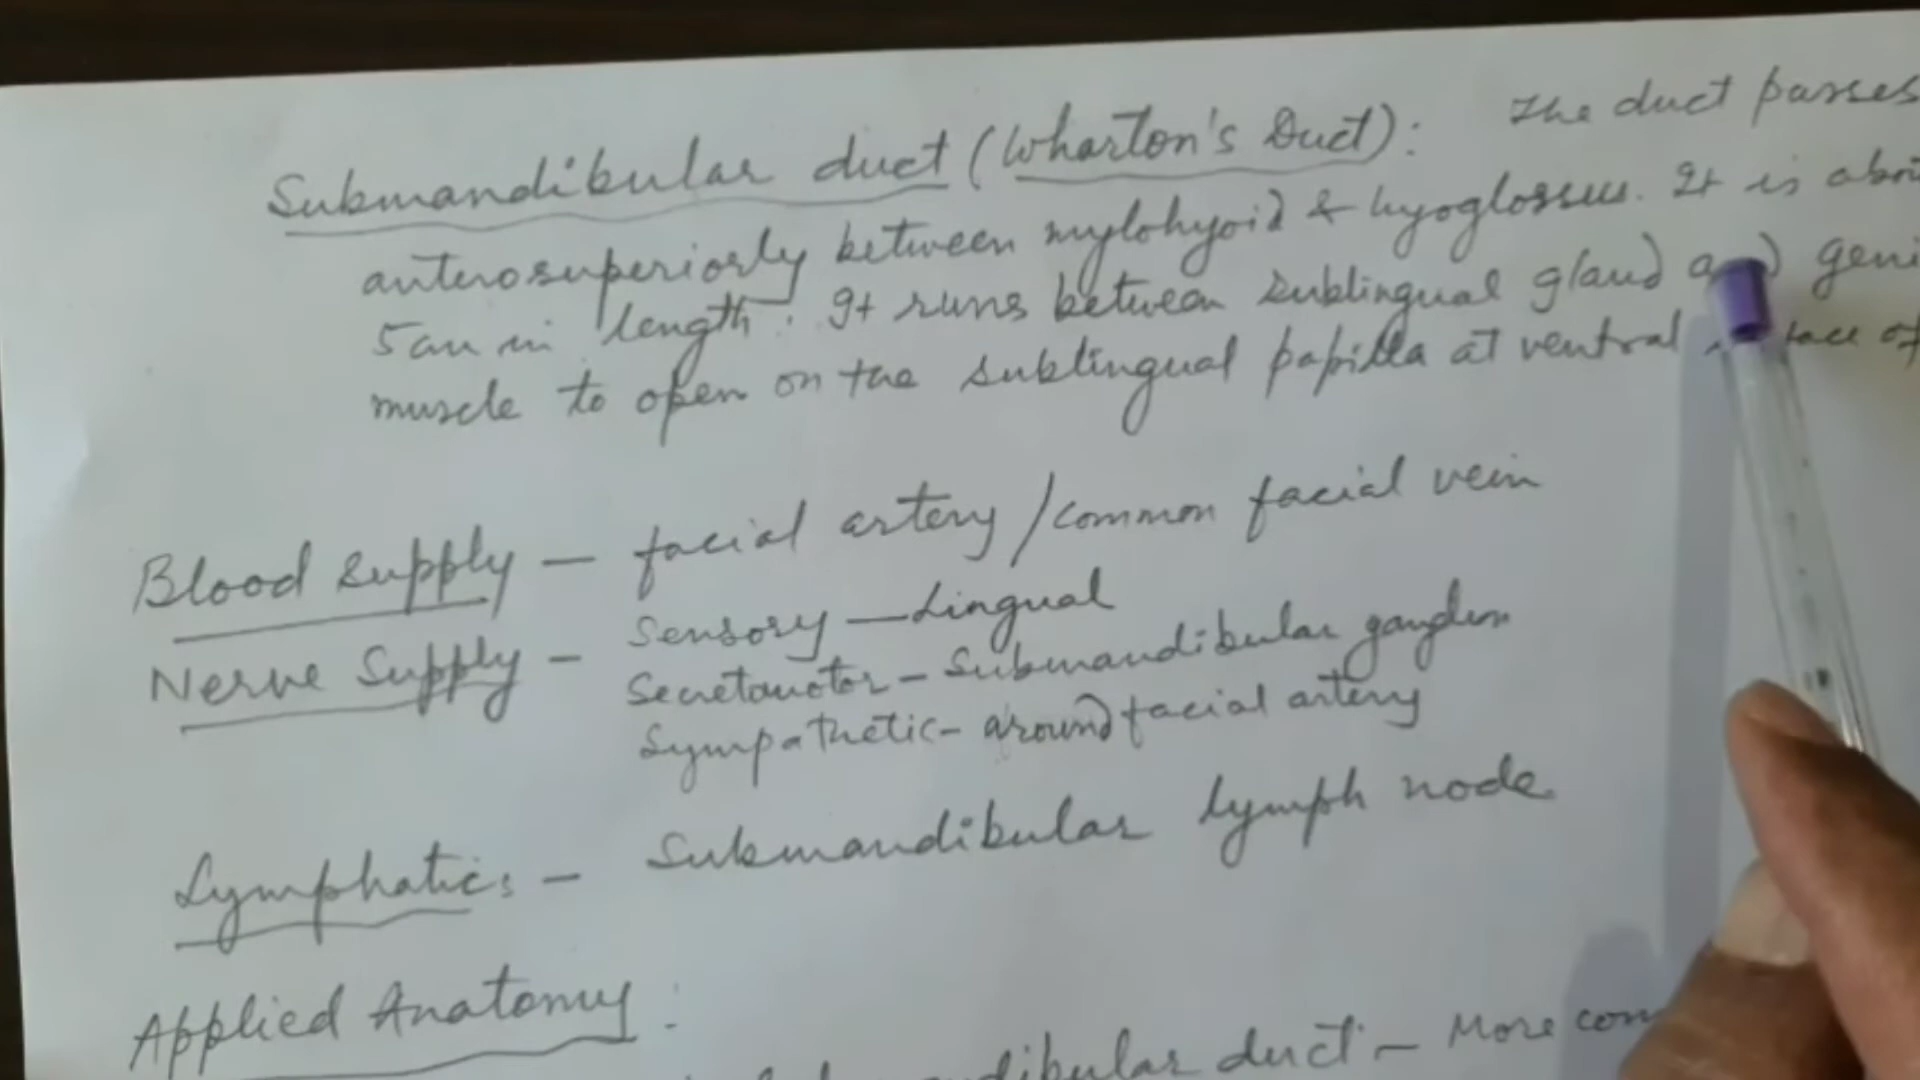 Submandibular duct (Wharton's Duct): The duct passes
anterosuperiorly between mylohyoid & hyoglossus. It is abou
5cm in length. It runs between sublingual gland and geni
muscle to open on the sublingual papilla at ventral face of
Blood Supply - facial artery/common facial vein
Nerve Supply - Sensory - Lingual
Secretomotor - Submandibular ganglion
Sympathetic - around facial artery
Lymphatics - Submandibular lymph node
Applied Anatomy:
dibular duct - More com